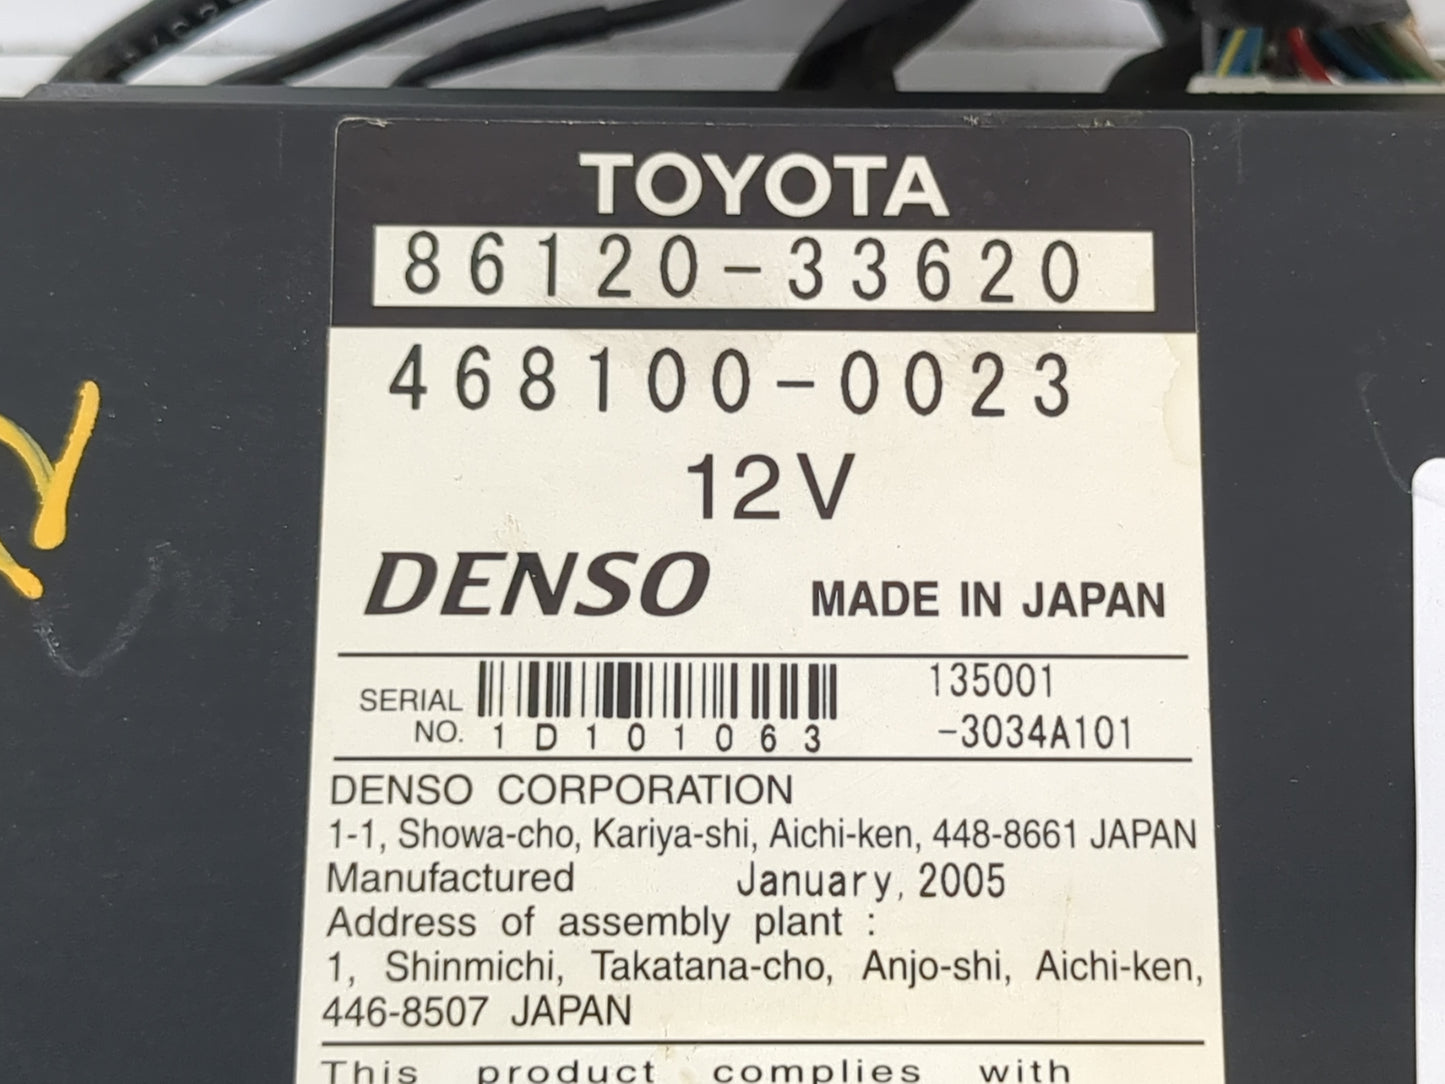 TOYOTA
86120-33620
468100-0023
12V
DENSO MADE IN JAPAN
SERIAL NO. 1D101063 135001 -3034A101
DENSO CORPORATION
1-1, Showa-cho, Kariya-shi, Aichi-ken, 448-8661 JAPAN
Manufactured January, 2005
Address of assembly plant :
1, Shinmichi, Takatana-cho, Anjo-shi, Aichi-ken,
446-8507 JAPAN
This product complies with